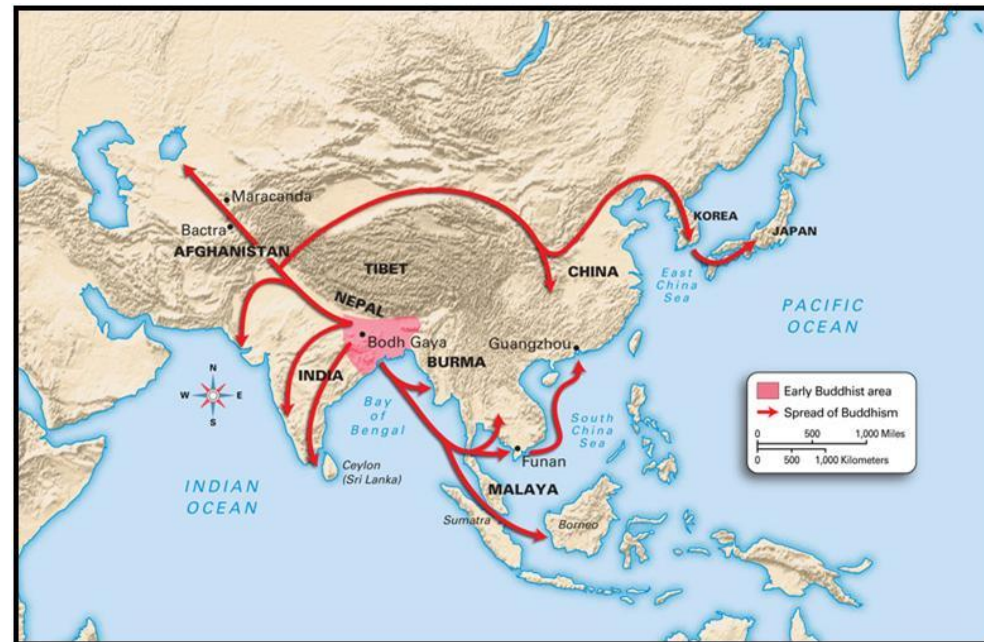 Maracanda
Bactra
AFGHANISTAN
TIBET
NEPAL
Bodh Gaya
INDIA
BURMA
Guangzhou
CHINA
KOREA
JAPAN
East
China
Sea
PACIFIC
OCEAN
N
W E
S
Bay
of
Bengal
South
China
Sea
Funan
Ceylon
(Sri Lanka)
MALAYA
INDIAN
OCEAN
Sumatra
Borneo
Early Buddhist area
Spread of Buddhism
0 500 1,000 Miles
0 500 1,000 Kilometers